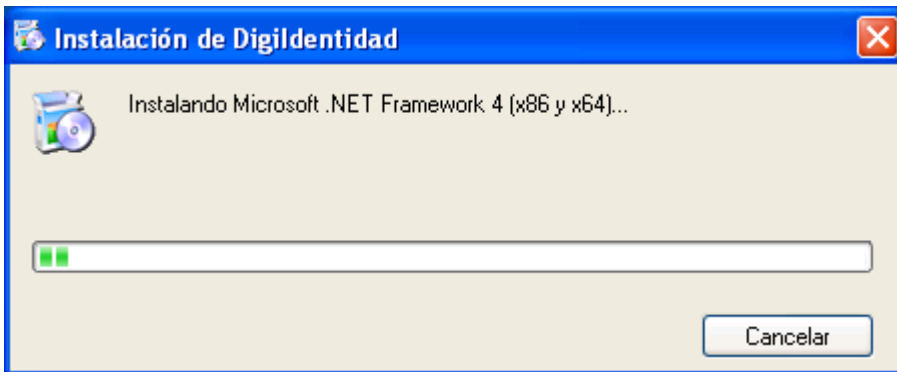 Instalación de DigiIdentidad
Instalando Microsoft .NET Framework 4 (x86 y x64)...
Cancelar